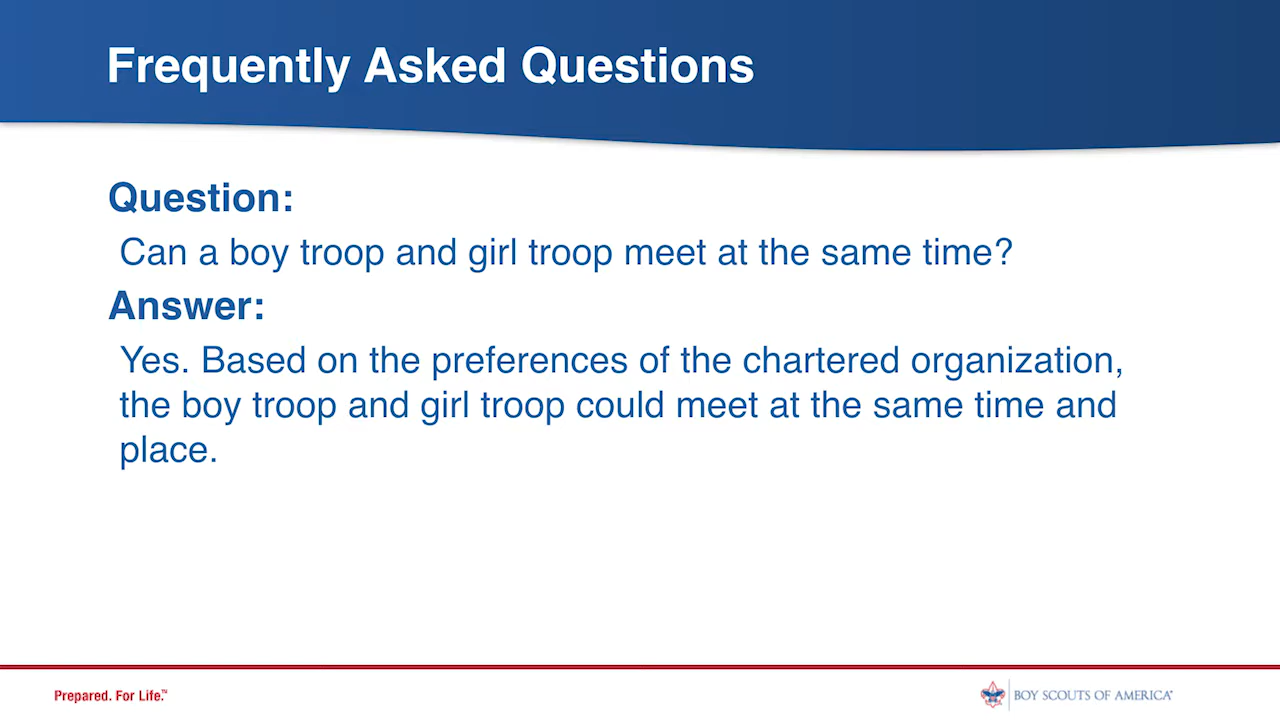 Frequently Asked Questions
Question:
Can a boy troop and girl troop meet at the same time?
Answer:
Yes. Based on the preferences of the chartered organization,
the boy troop and girl troop could meet at the same time and
place.
Prepared. For Life.™
BOY SCOUTS OF AMERICA®